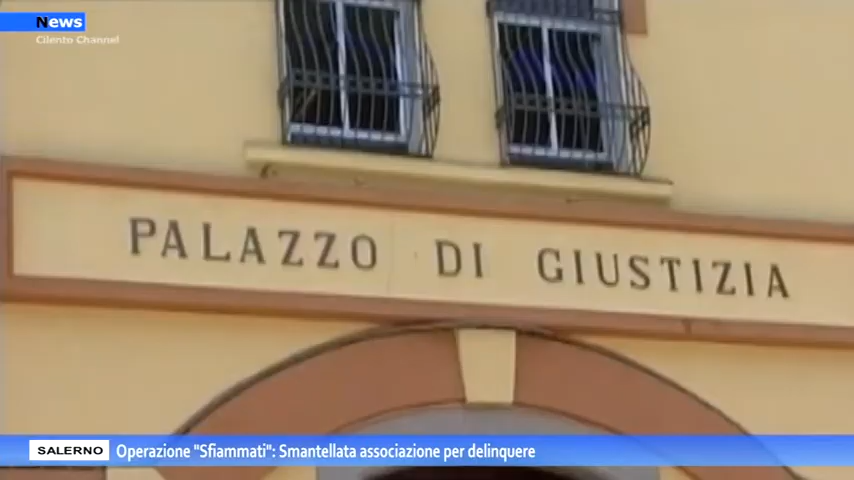 News
Cilento Channel
PALAZZO DI GIUSTIZIA
SALERNO Operazione "Sfiammati": Smantellata associazione per delinquere